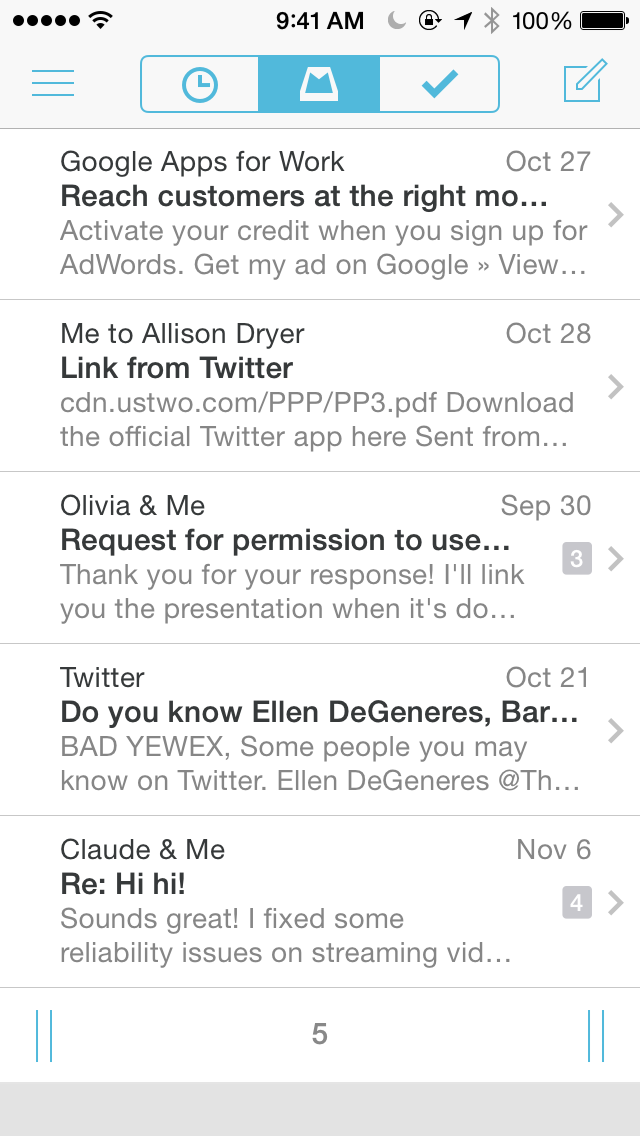 9:41 AM 100%
Google Apps for Work Oct 27
Reach customers at the right mo...
Activate your credit when you sign up for
AdWords. Get my ad on Google » View...
Me to Allison Dryer Oct 28
Link from Twitter
cdn.ustwo.com/PPP/PP3.pdf Download
the official Twitter app here Sent from...
Olivia & Me Sep 30
Request for permission to use...
3
Thank you for your response! I'll link
you the presentation when it's do...
Twitter Oct 21
Do you know Ellen DeGeneres, Bar...
BAD YEWEX, Some people you may
know on Twitter. Ellen DeGeneres @Th...
Claude & Me Nov 6
Re: Hi hi!
4
Sounds great! I fixed some
reliability issues on streaming vid...
5